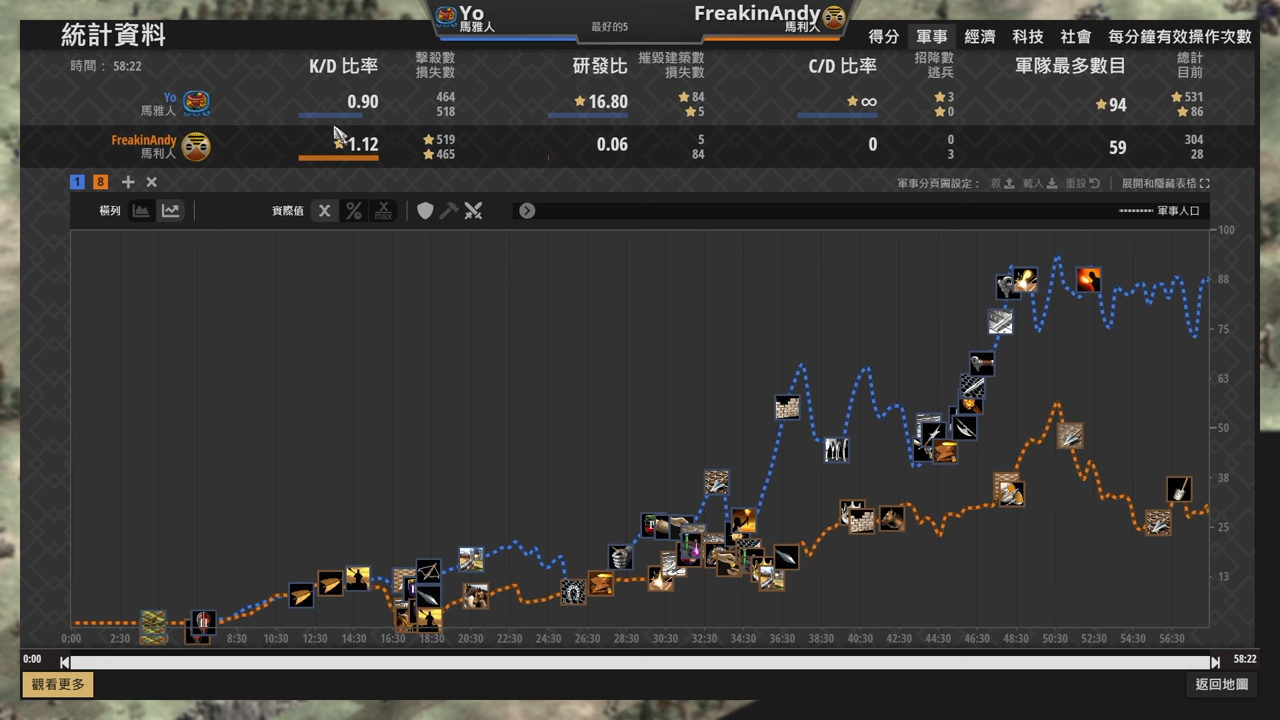 Yo
馬雅人
最好的5
FreakinAndy
馬利人
統計資料
得分 軍事 經濟 科技 社會 每分鐘有效操作次數
時間： 58:22
K/D 比率
擊殺數
損失數
研發比
摧毀建築數
損失數
C/D 比率
招降數
逃兵
軍隊最多數目
總計
目前
Yo
馬雅人
0.90
464
518
16.80
84
5
∞
3
0
94
531
86
FreakinAndy
馬利人
1.12
519
465
0.06
5
84
0
0
3
59
304
28
1 8
軍事分頁圖設定： 載入 重設 展開和隱藏表格
橫列 實際值 X % X max 軍事人口
100
88
75
63
50
38
25
13
0:00 2:30 8:30 10:30 12:30 14:30 16:30 18:30 20:30 22:30 24:30 26:30 28:30 30:30 32:30 34:30 36:30 38:30 40:30 42:30 44:30 46:30 48:30 50:30 52:30 54:30 56:30
0:00 58:22
觀看更多 返回地圖